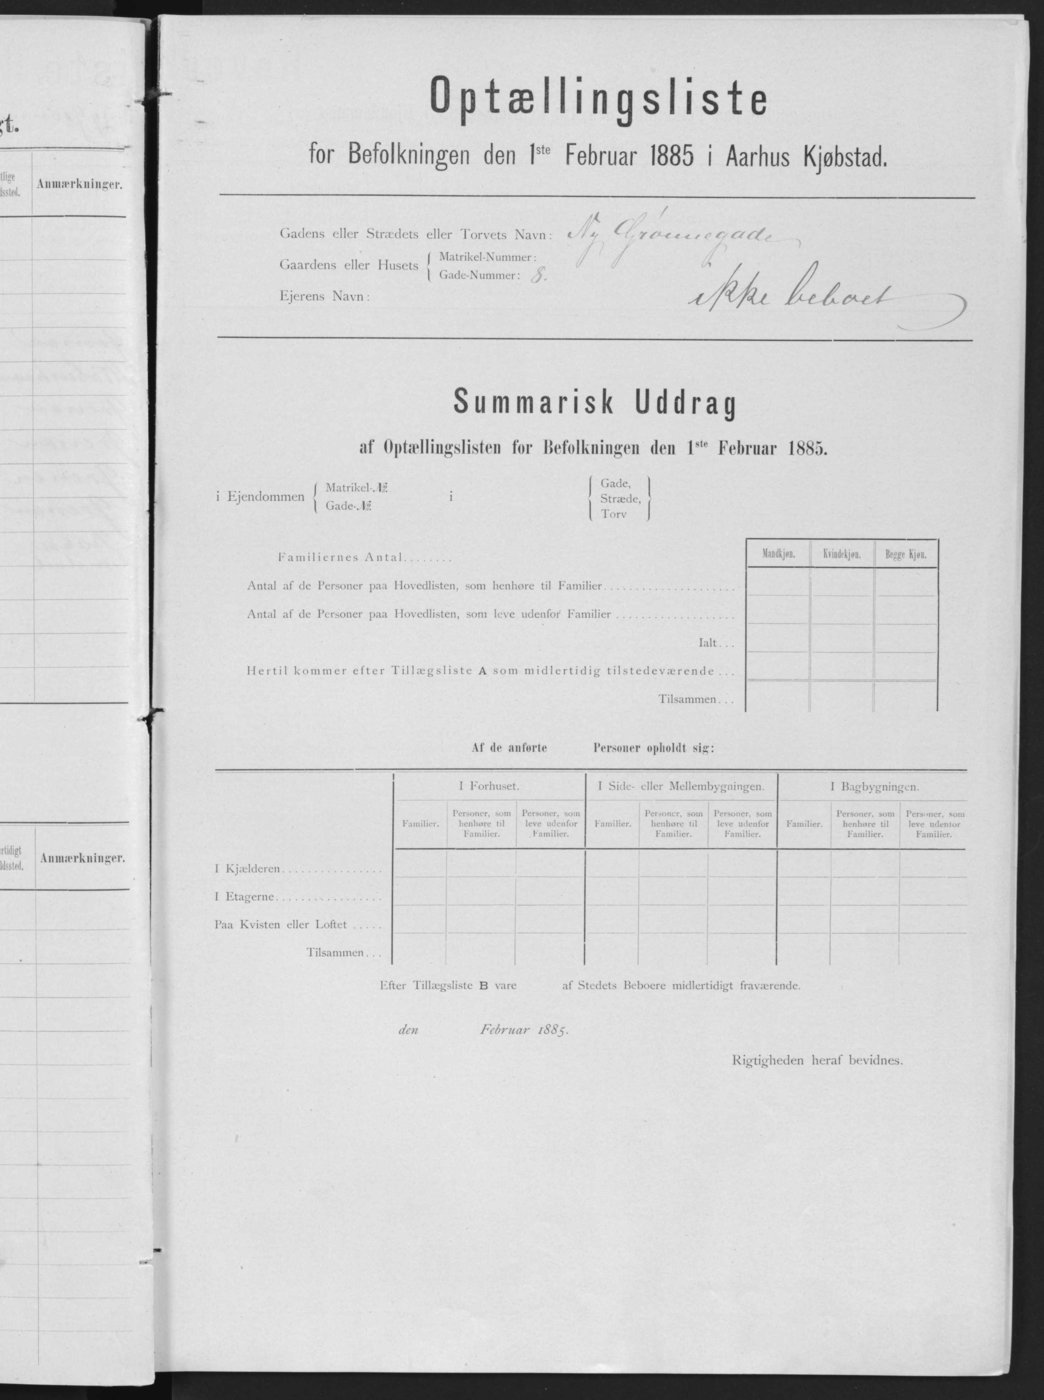 gt.
Anmærkninger.
Anmærkninger.
Optællingsliste
for Befolkningen den 1ste Februar 1885 i Aarhus Kjøbstad.
Gadens eller Strædets eller Torvets Navn: Ny Grønnegade
Gaardens eller Husets { Matrikel-Nummer:
Gade-Nummer: 8.
Ejerens Navn:
ikke beboet
Summarisk Uddrag
af Optællingslisten for Befolkningen den 1ste Februar 1885.
i Ejendommen { Matrikel-№ i { Gade, }
Gade-№ Stræde,
Torv
Mandkjøn. Kvindekjøn. Begge Kjøn.
Familiernes Antal........
Antal af de Personer paa Hovedlisten, som henhøre til Familier.....................
Antal af de Personer paa Hovedlisten, som leve udenfor Familier...................
Ialt...
Hertil kommer efter Tillægsliste A som midlertidig tilstedeværende...
Tilsammen...
Af de anførte Personer opholdt sig:
I Forhuset. I Side- eller Mellembygningen. I Bagbygningen.
Familier. Personer, som henhøre til Familier. Personer, som leve udenfor Familier. Familier. Personer, som henhøre til Familier. Personer, som leve udenfor Familier. Familier. Personer, som henhøre til Familier. Personer, som leve udenfor Familier.
I Kjælderen................
I Etagerne.................
Paa Kvisten eller Loftet.....
Tilsammen...
Efter Tillægsliste B vare af Stedets Beboere midlertidigt fraværende.
den Februar 1885.
Rigtigheden heraf bevidnes.